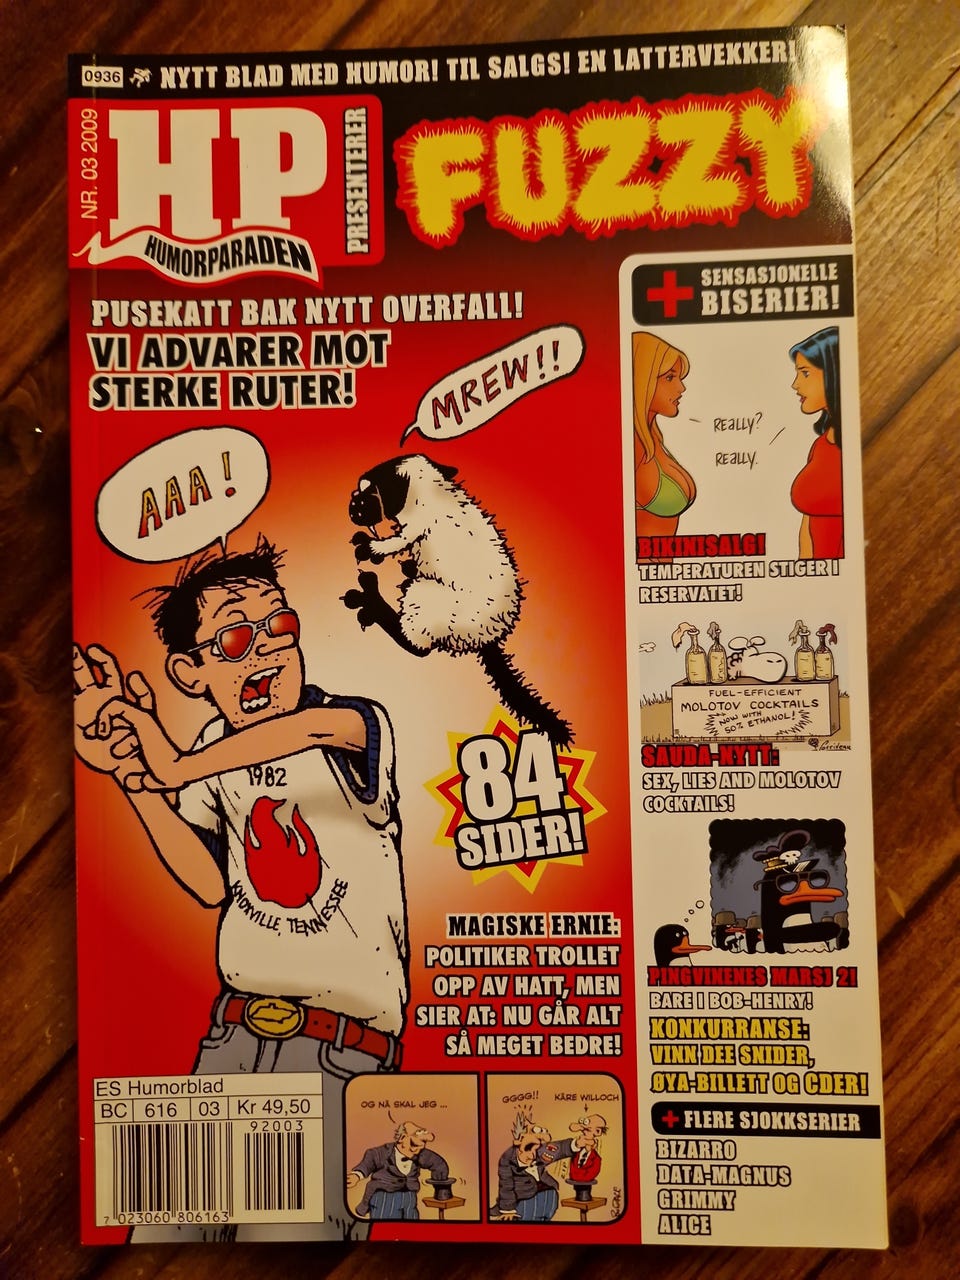 0936 NYTT BLAD MED HUMOR! TIL SALGS! EN LATTERVEKKER!
NR. 03 2009
HP
HUMORPARADEN
PRESENTERER
FUZZY
PUSEKATT BAK NYTT OVERFALL!
VI ADVARER MOT
STERKE RUTER!
MREW!!
AAA!
1982
KNOXVILLE, TENNESSEE
84
SIDER!
MAGISKE ERNIE:
POLITIKER TROLLET
OPP AV HATT, MEN
SIER AT: NU GÅR ALT
SÅ MEGET BEDRE!
+ SENSASJONELLE
BISERIER!
REALLY?
REALLY.
BIKINISALG!
TEMPERATUREN STIGER I
RESERVATET!
FUEL-EFFICIENT
MOLOTOV COCKTAILS
NOW WITH
50% ETHANOL!
SAUDA-NYTT:
SEX, LIES AND MOLOTOV
COCKTAILS!
PINGVINENES MARSJ 2!
BARE I BOB-HENRY!
KONKURRANSE:
VINN DEE SNIDER,
ØYA-BILLETT OG CDER!
+ FLERE SJOKKSERIER
BIZARRO
DATA-MAGNUS
GRIMMY
ALICE
ES Humorblad
BC 616 03 Kr 49,50
92003
7 023060 806163
OG NÅ SKAL JEG ...
GGGG!!
KÅRE WILLOCH